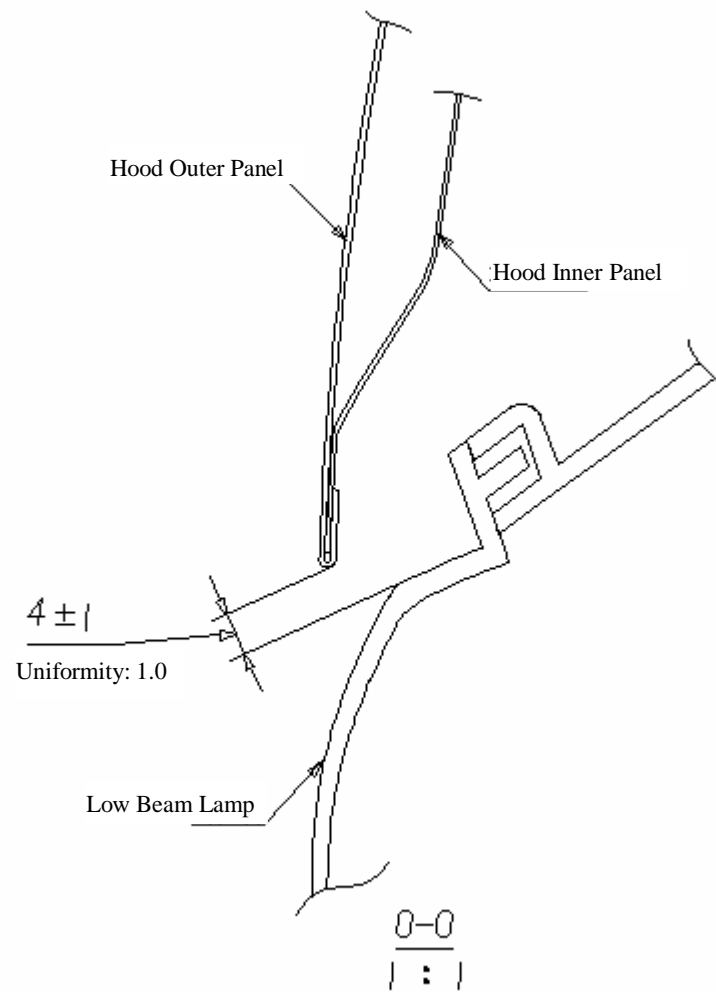 Hood Outer Panel
Hood Inner Panel
4 ± 1
Uniformity: 1.0
Low Beam Lamp
0-0
1 : 1